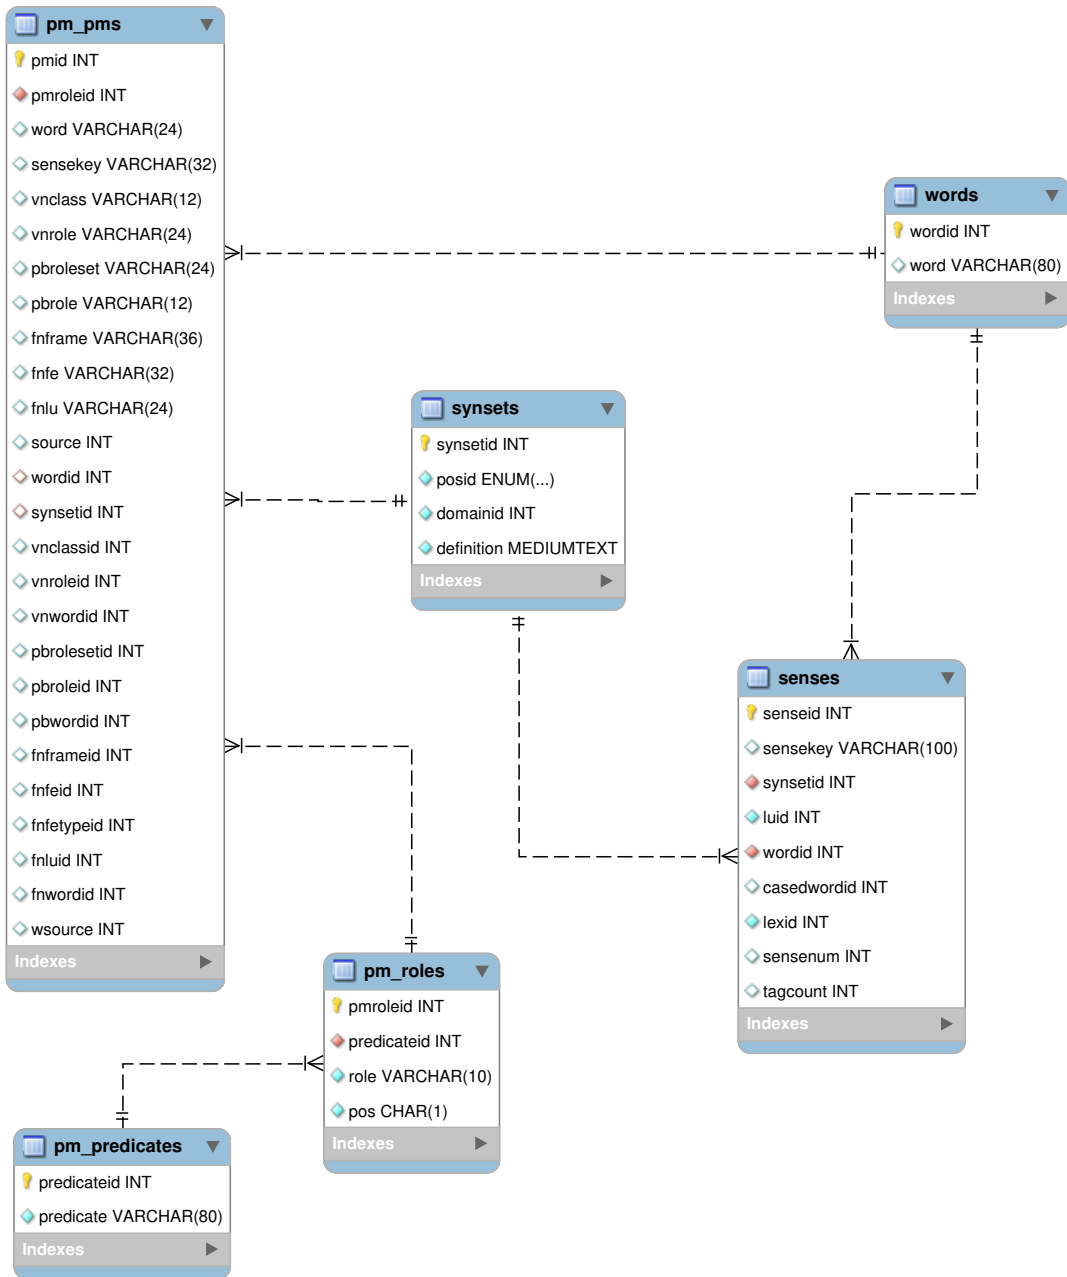 pm_pms
pmid INT
pmroleid INT
word VARCHAR(24)
sensekey VARCHAR(32)
vnclass VARCHAR(12)
vnrole VARCHAR(24)
pbroleset VARCHAR(24)
pbrole VARCHAR(12)
fnframe VARCHAR(36)
fnfe VARCHAR(32)
fnlu VARCHAR(24)
source INT
wordid INT
synsetid INT
vnclassid INT
vnroleid INT
vnwordid INT
pbrolesetid INT
pbroleid INT
pbwordid INT
fnframeid INT
fnfeid INT
fnfetypeid INT
fnluid INT
fnwordid INT
wsource INT
Indexes
words
wordid INT
word VARCHAR(80)
Indexes
synsets
synsetid INT
posid ENUM(...)
domainid INT
definition MEDIUMTEXT
Indexes
senses
senseid INT
sensekey VARCHAR(100)
synsetid INT
luid INT
wordid INT
casedwordid INT
lexid INT
sensenum INT
tagcount INT
Indexes
pm_roles
pmroleid INT
predicateid INT
role VARCHAR(10)
pos CHAR(1)
Indexes
pm_predicates
predicateid INT
predicate VARCHAR(80)
Indexes